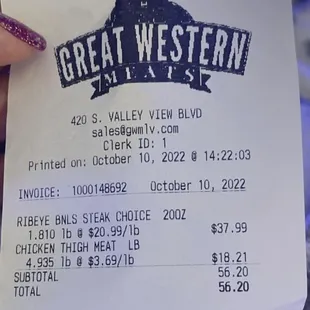 GREAT WESTERN
MEATS
420 S. VALLEY VIEW BLVD
sales@gwmlv.com
Clerk ID: 1
Printed on: October 10, 2022 @ 14:22:03
INVOICE: 1000148692 October 10, 2022
RIBEYE BNLS STEAK CHOICE 20OZ
1.810 lb @ $20.99/lb $37.99
CHICKEN THIGH MEAT LB
4.935 lb @ $3.69/lb $18.21
SUBTOTAL 56.20
TOTAL 56.20